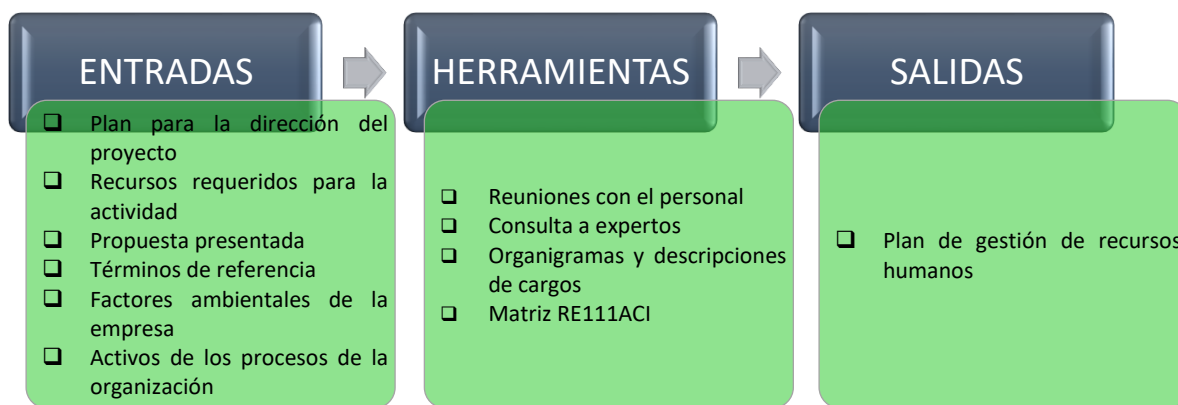 ENTRADAS
Plan para la dirección del
proyecto
Recursos requeridos para la
actividad
Propuesta presentada
Términos de referencia
Factores ambientales de la
empresa
Activos de los procesos de la
organización
HERRAMIENTAS
Reuniones con el personal
Consulta a expertos
Organigramas y descripciones
de cargos
Matriz RE111ACI
SALIDAS
Plan de gestión de recursos
humanos